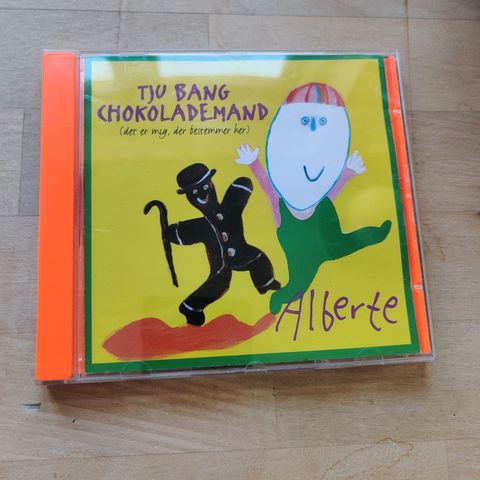 TJU BANG
CHOKOLADEMAND
(det er mig, der bestemmer her)
Alberte